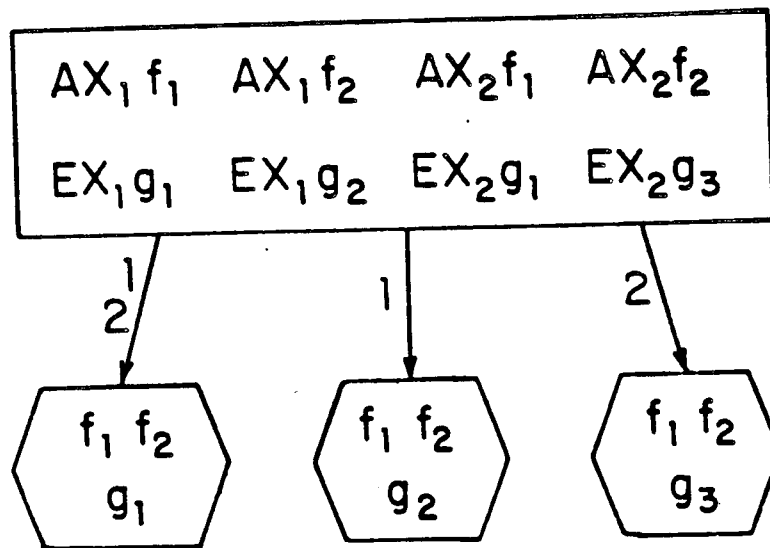 AX₁f₁ AX₁f₂ AX₂f₁ AX₂f₂
EX₁g₁ EX₁g₂ EX₂g₁ EX₂g₃
1
2
1
2
f₁ f₂
g₁
f₁ f₂
g₂
f₁ f₂
g₃